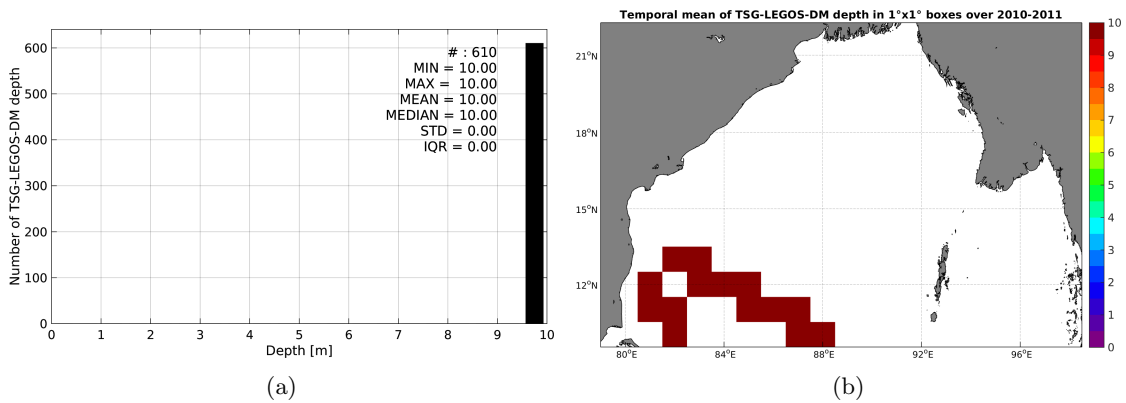 600
500
400
300
200
100
0
Number of TSG-LEGOS-DM depth
# : 610
MIN = 10.00
MAX = 10.00
MEAN = 10.00
MEDIAN = 10.00
STD = 0.00
IQR = 0.00
0 1 2 3 4 5 6 7 8 9 10
Depth [m]
(a)
Temporal mean of TSG-LEGOS-DM depth in 1°x1° boxes over 2010-2011
21°N
18°N
15°N
12°N
80°E 84°E 88°E 92°E 96°E
10
9
8
7
6
5
4
3
2
1
0
(b)